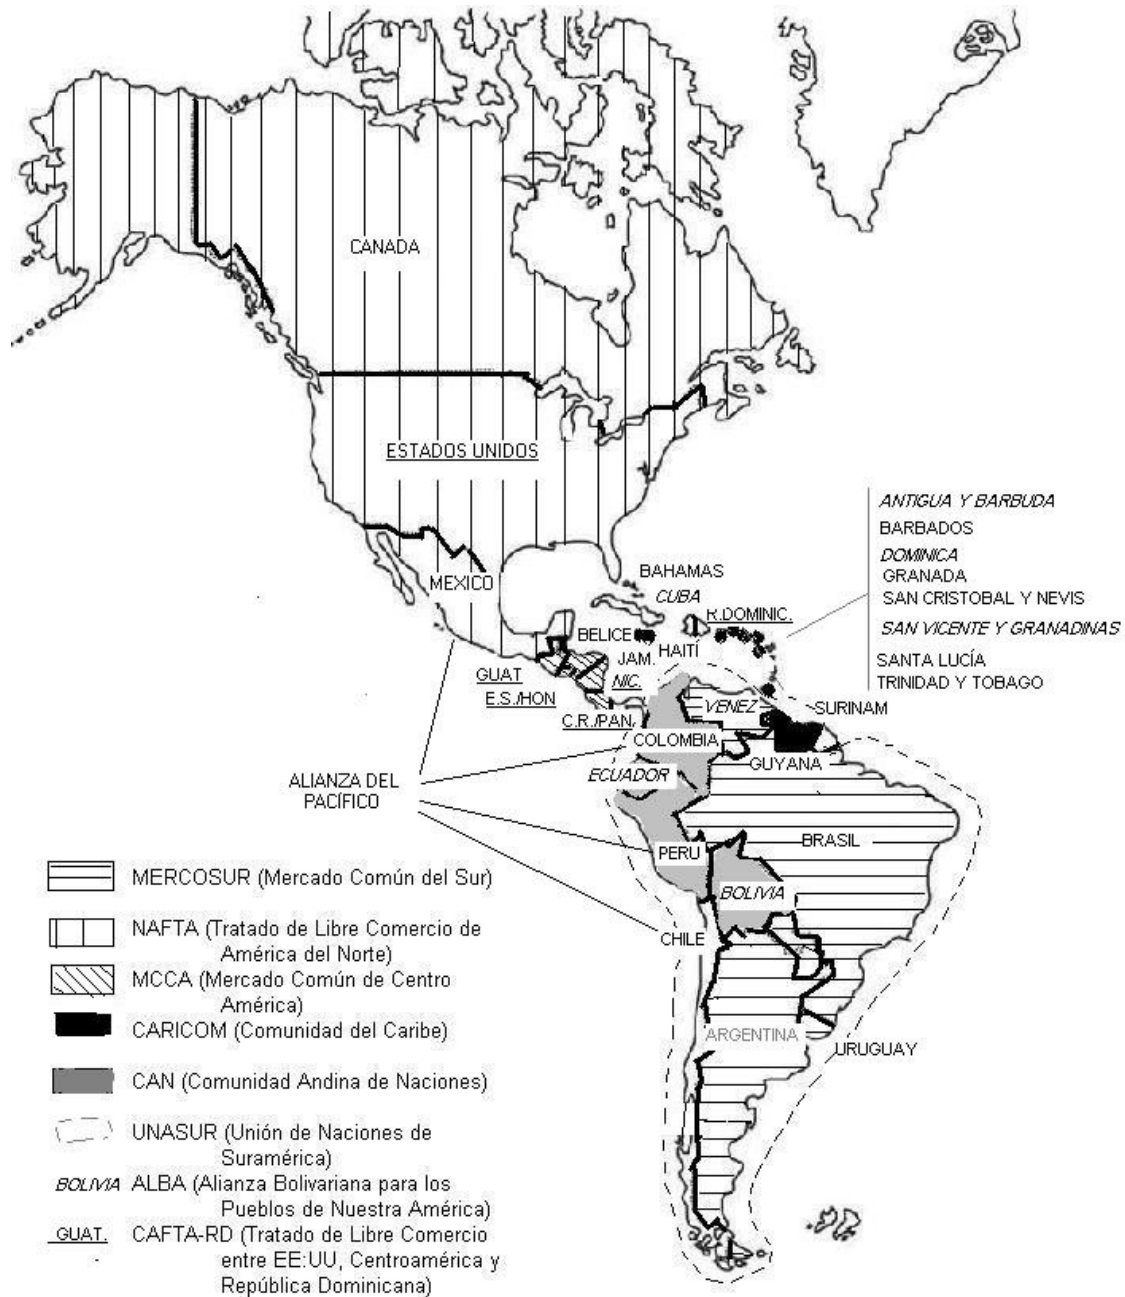 CANADA
ESTADOS UNIDOS
MEXICO
BAHAMAS
CUBA
R.DOMINIC.
BELICE
HAITÍ
JAM.
GUAT
NIC.
E.S./HON
C.R./PAN.
ANTIGUA Y BARBUDA
BARBADOS
DOMINICA
GRANADA
SAN CRISTOBAL Y NEVIS
SAN VICENTE Y GRANADINAS
SANTA LUCÍA
TRINIDAD Y TOBAGO
VENEZ
SURINAM
COLOMBIA
GUYANA
ECUADOR
ALIANZA DEL
PACÍFICO
BRASIL
PERU
BOLIVIA
CHILE
ARGENTINA
URUGUAY
MERCOSUR (Mercado Común del Sur)
NAFTA (Tratado de Libre Comercio de
América del Norte)
MCCA (Mercado Común de Centro
América)
CARICOM (Comunidad del Caribe)
CAN (Comunidad Andina de Naciones)
UNASUR (Unión de Naciones de
Suramérica)
BOLIVIA ALBA (Alianza Bolivariana para los
Pueblos de Nuestra América)
GUAT. CAFTA-RD (Tratado de Libre Comercio
entre EE:UU, Centroamérica y
República Dominicana)